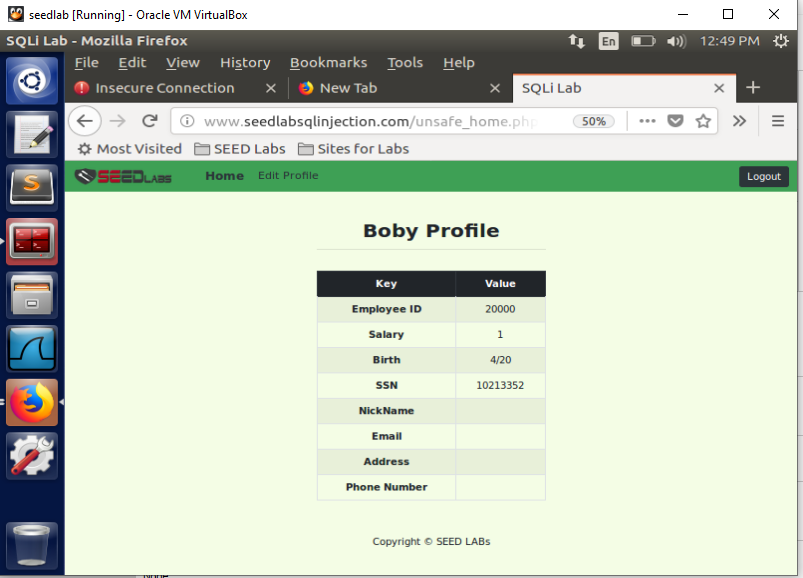 seedlab [Running] - Oracle VM VirtualBox
SQLi Lab - Mozilla Firefox En 12:49 PM
File Edit View History Bookmarks Tools Help
Insecure Connection New Tab SQLi Lab
www.seedlabsqlinjection.com/unsafe_home.php 50%
Most Visited SEED Labs Sites for Labs
SEEDLABS Home Edit Profile Logout
Boby Profile
Key Value
Employee ID 20000
Salary 1
Birth 4/20
SSN 10213352
NickName
Email
Address
Phone Number
Copyright © SEED LABs